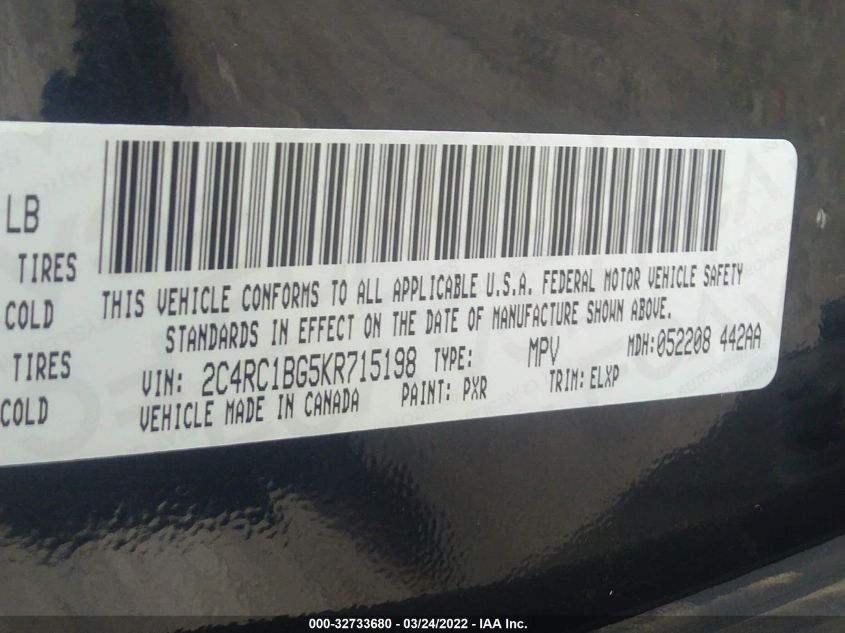 LB
TIRES
COLD
TIRES
COLD
THIS VEHICLE CONFORMS TO ALL APPLICABLE U.S.A. FEDERAL MOTOR VEHICLE SAFETY
STANDARDS IN EFFECT ON THE DATE OF MANUFACTURE SHOWN ABOVE.
VIN: 2C4RC1BG5KR715198 TYPE: MPV MDH:052208 442AA
VEHICLE MADE IN CANADA PAINT: PXR TRIM: ELXP
000-32733680 - 03/24/2022 - IAA Inc.